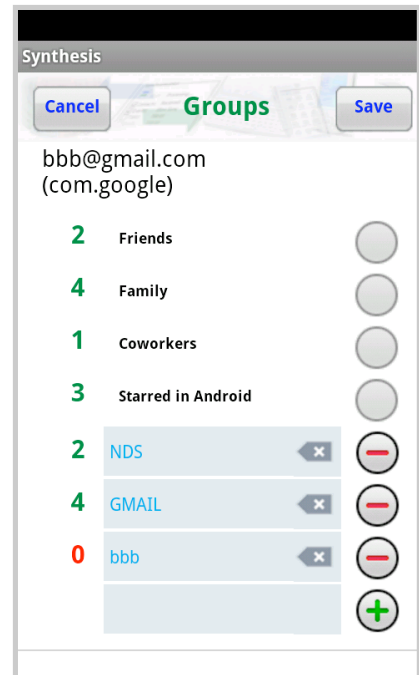 Synthesis
Cancel Groups Save
bbb@gmail.com
(com.google)
2 Friends
4 Family
1 Coworkers
3 Starred in Android
2 NDS
4 GMAIL
0 bbb